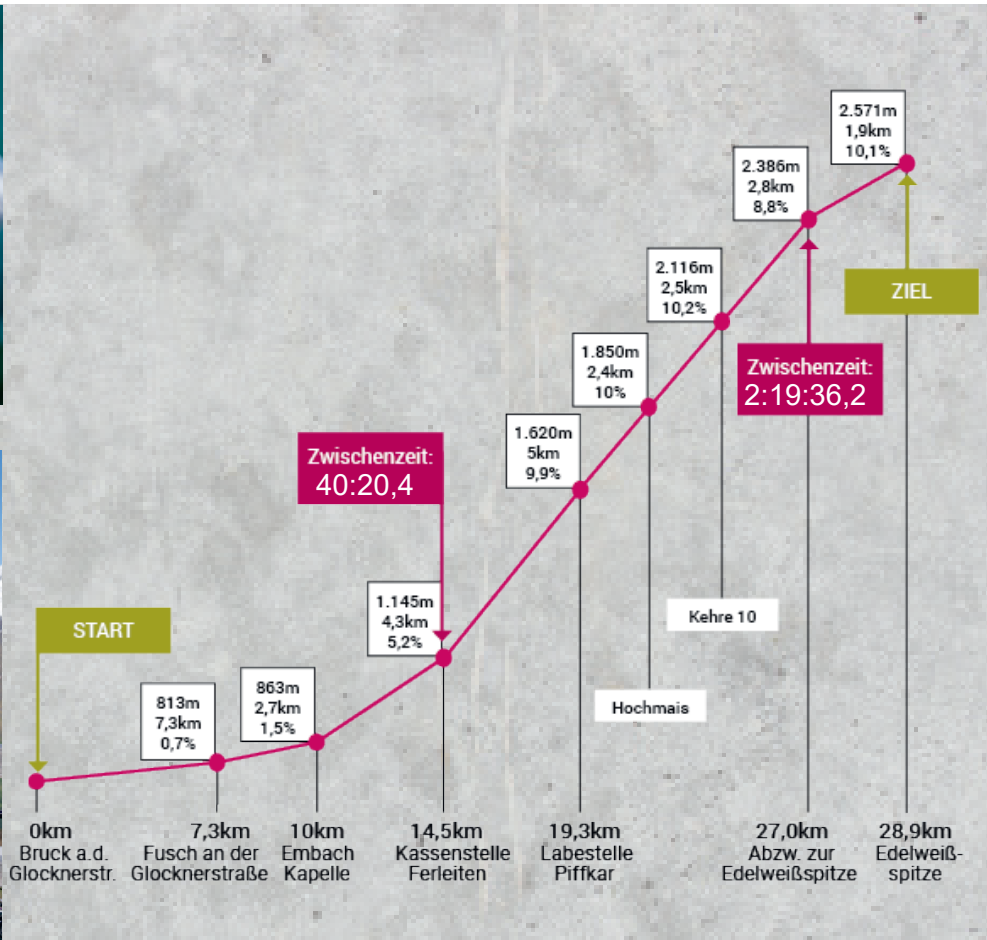 2.571m
1,9km
10,1%
2.386m
2,8km
8,8%
2.116m
2,5km
10,2%
ZIEL
1.850m
2,4km
10%
Zwischenzeit:
2:19:36,2
1.620m
5km
9,9%
Zwischenzeit:
40:20,4
1.145m
4,3km
5,2%
START
Kehre 10
863m
2,7km
1,5%
813m
7,3km
0,7%
Hochmais
0km
Bruck a.d.
Glocknerstr.
7,3km
Fusch an der
Glocknerstraße
10km
Embach
Kapelle
14,5km
Kassenstelle
Ferleiten
19,3km
Labestelle
Piffkar
27,0km
Abzw. zur
Edelweißspitze
28,9km
Edelweiß-
spitze